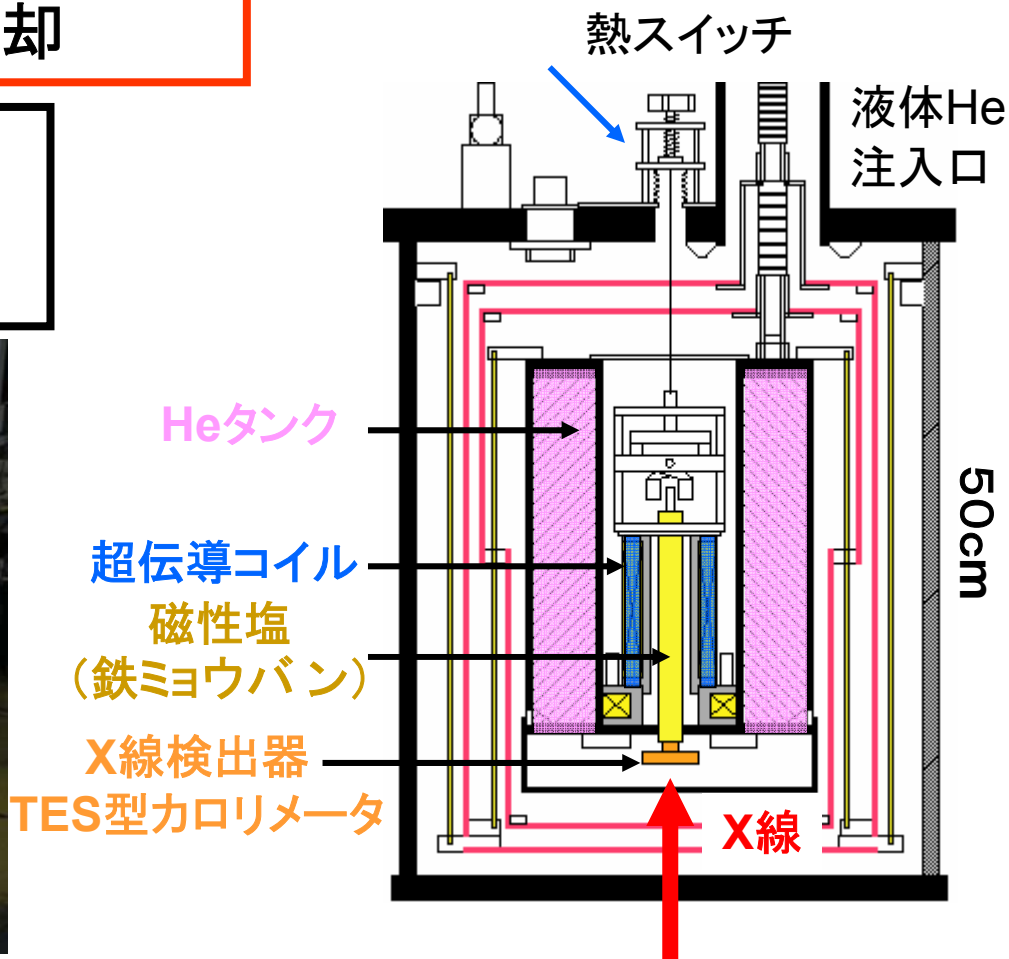 却
熱スイッチ
液体He
注入口
Heタンク
超伝導コイル
磁性塩
（鉄ミョウバン）
X線検出器
TES型カロリメータ
X線
50cm